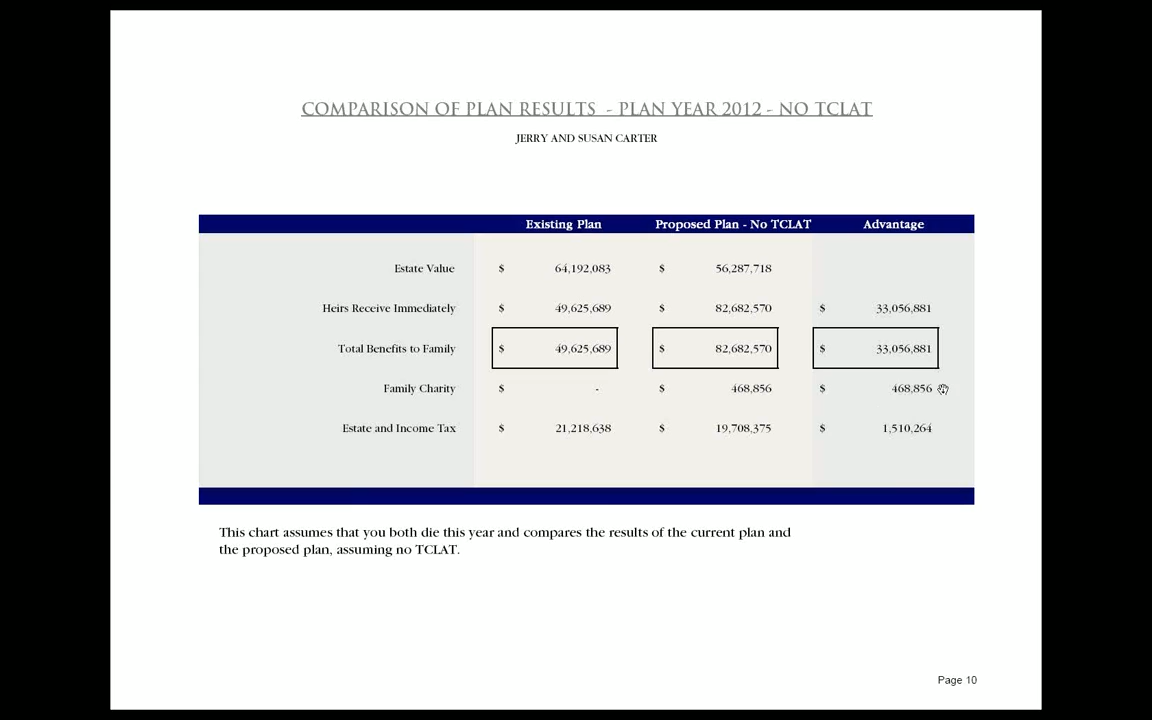 COMPARISON OF PLAN RESULTS - PLAN YEAR 2012 - NO TCLAT
JERRY AND SUSAN CARTER
Existing Plan Proposed Plan - No TCLAT Advantage
Estate Value $ 64,192,083 $ 56,287,718
Heirs Receive Immediately $ 49,625,689 $ 82,682,570 $ 33,056,881
Total Benefits to Family $ 49,625,689 $ 82,682,570 $ 33,056,881
Family Charity $ - $ 468,856 $ 468,856
Estate and Income Tax $ 21,218,638 $ 19,708,375 $ 1,510,264
This chart assumes that you both die this year and compares the results of the current plan and
the proposed plan, assuming no TCLAT.
Page 10